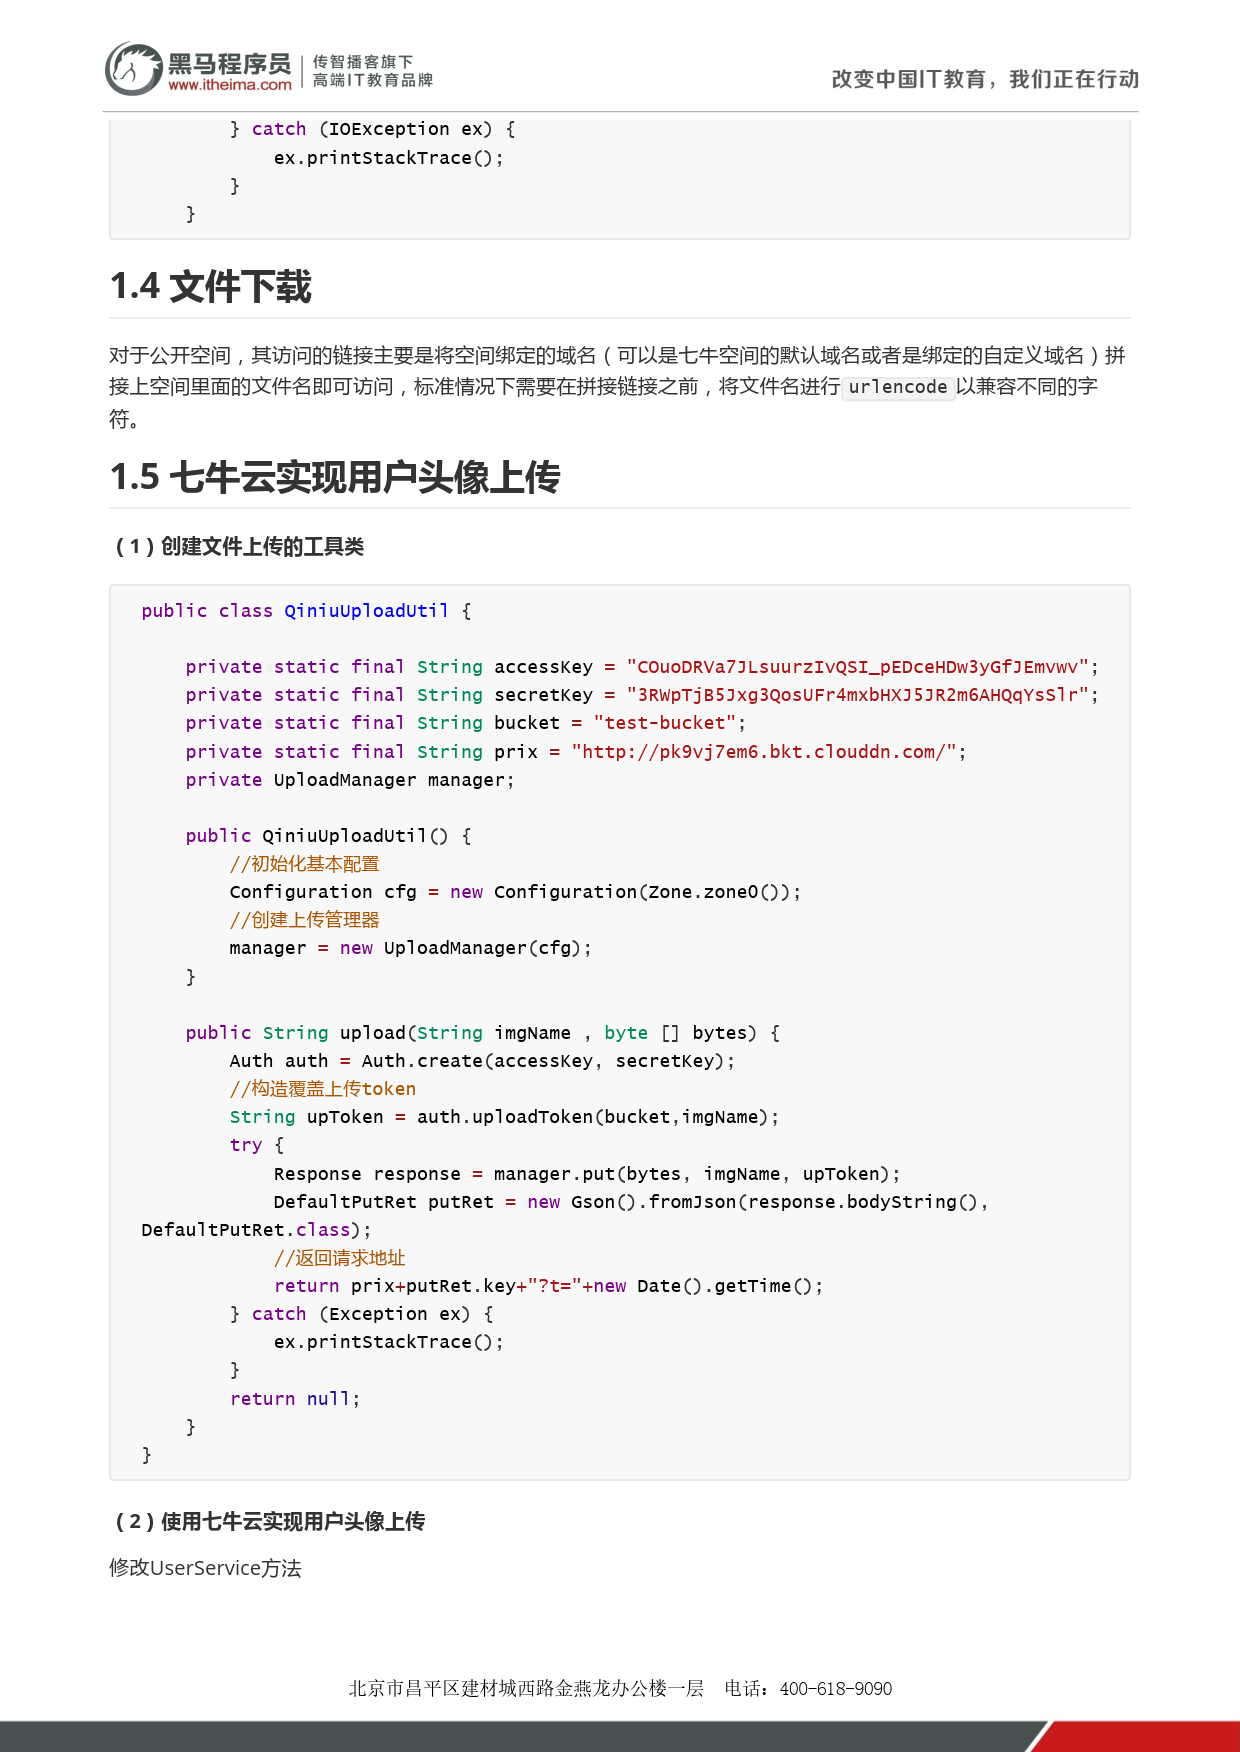 黑马程序员
www.itheima.com
传智播客旗下
高端IT教育品牌
改变中国IT教育，我们正在行动
        } catch (IOException ex) {
            ex.printStackTrace();
        }
    }
1.4 文件下载
对于公开空间，其访问的链接主要是将空间绑定的域名（可以是七牛空间的默认域名或者是绑定的自定义域名）拼
接上空间里面的文件名即可访问，标准情况下需要在拼接链接之前，将文件名进行 urlencode 以兼容不同的字
符。
1.5 七牛云实现用户头像上传
（1）创建文件上传的工具类
public class QiniuUploadUtil {
    private static final String accessKey = "COuoDRVa7JLsuurzIvQSI_pEDceHDw3yGfJEmvwv";
    private static final String secretKey = "3RWpTjB5Jxg3QosUFr4mxbHXJ5JR2m6AHQqYsSlr";
    private static final String bucket = "test-bucket";
    private static final String prix = "http://pk9vj7em6.bkt.clouddn.com/";
    private UploadManager manager;
    public QiniuUploadUtil() {
        //初始化基本配置
        Configuration cfg = new Configuration(Zone.zone0());
        //创建上传管理器
        manager = new UploadManager(cfg);
    }
    public String upload(String imgName , byte [] bytes) {
        Auth auth = Auth.create(accessKey, secretKey);
        //构造覆盖上传token
        String upToken = auth.uploadToken(bucket,imgName);
        try {
            Response response = manager.put(bytes, imgName, upToken);
            DefaultPutRet putRet = new Gson().fromJson(response.bodyString(),
DefaultPutRet.class);
            //返回请求地址
            return prix+putRet.key+"?t="+new Date().getTime();
        } catch (Exception ex) {
            ex.printStackTrace();
        }
        return null;
    }
}
（2）使用七牛云实现用户头像上传
修改UserService方法
北京市昌平区建材城西路金燕龙办公楼一层 电话：400-618-9090